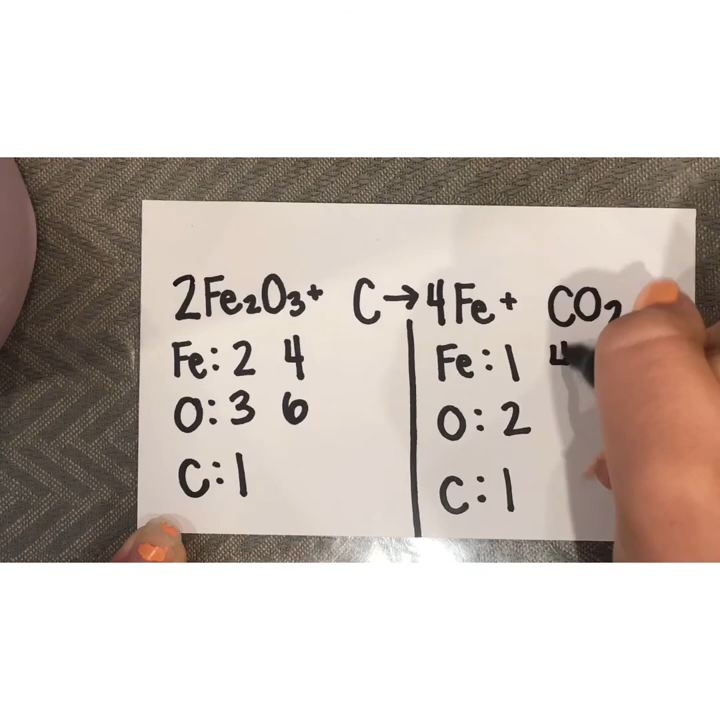 2Fe₂O₃+ C→4Fe+ CO₂
Fe: 2 4 Fe: 1 4
O: 3 6 O: 2
C: 1 C: 1